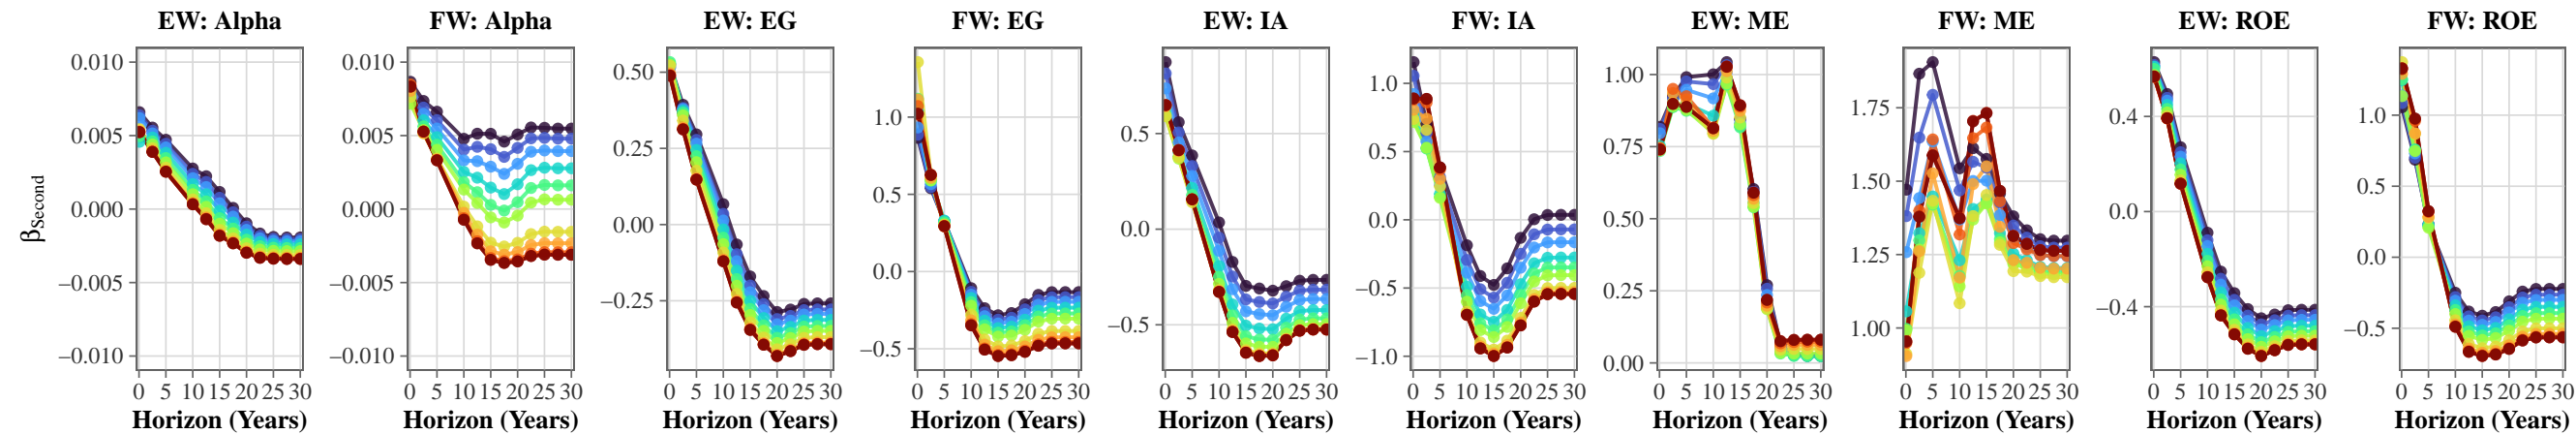 EW: Alpha FW: Alpha EW: EG FW: EG EW: IA FW: IA EW: ME FW: ME EW: ROE FW: ROE
βSecond
0.010 0.005 0.000 −0.005 −0.010
0.010 0.005 0.000 −0.005 −0.010
0.50 0.25 0.00 −0.25
1.0 0.5 0.0 −0.5
0.5 0.0 −0.5
1.0 0.5 0.0 −0.5 −1.0
1.00 0.75 0.50 0.25 0.00
1.75 1.50 1.25 1.00
0.4 0.0 −0.4
1.0 0.5 0.0 −0.5
0 5 10 15 20 25 30 0 5 10 15 20 25 30 0 5 10 15 20 25 30 0 5 10 15 20 25 30 0 5 10 15 20 25 30 0 5 10 15 20 25 30 0 5 10 15 20 25 30 0 5 10 15 20 25 30 0 5 10 15 20 25 30 0 5 10 15 20 25 30
Horizon (Years) Horizon (Years) Horizon (Years) Horizon (Years) Horizon (Years) Horizon (Years) Horizon (Years) Horizon (Years) Horizon (Years) Horizon (Years)